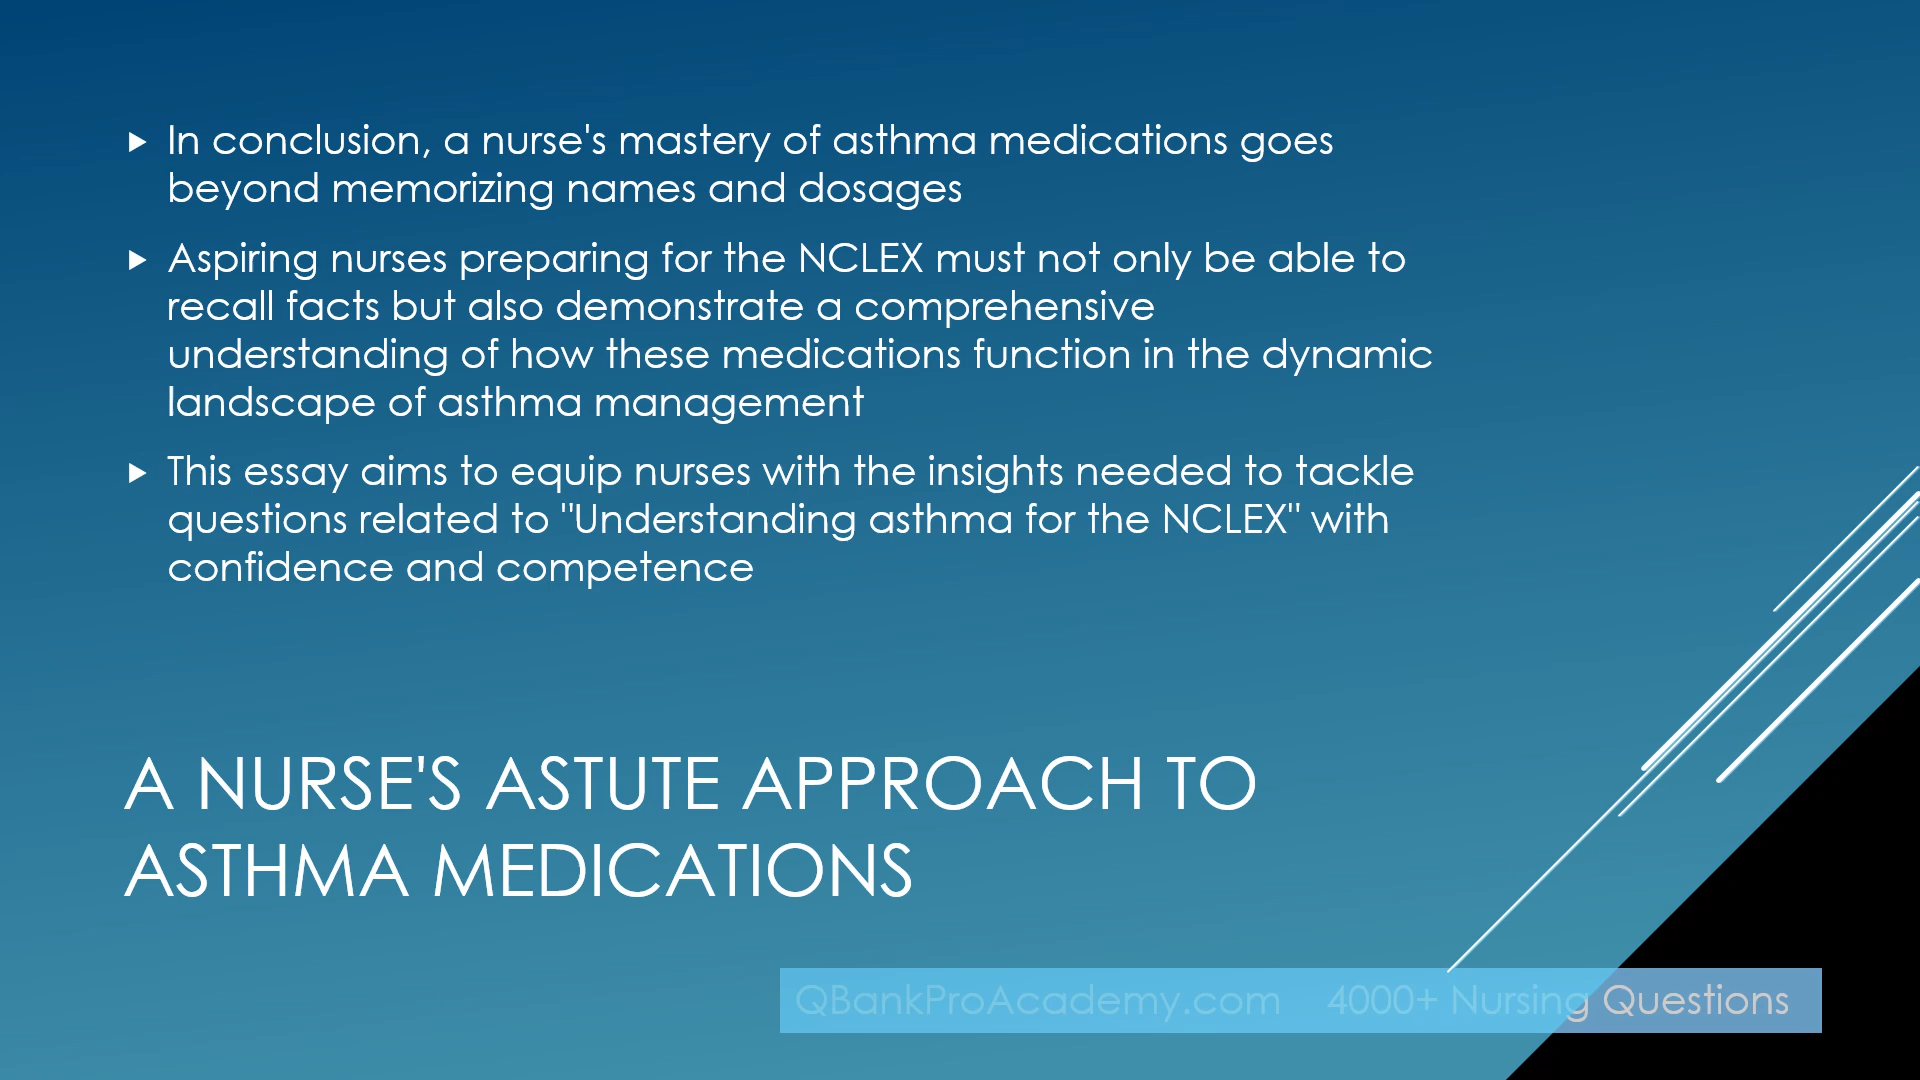 In conclusion, a nurse's mastery of asthma medications goes
beyond memorizing names and dosages
Aspiring nurses preparing for the NCLEX must not only be able to
recall facts but also demonstrate a comprehensive
understanding of how these medications function in the dynamic
landscape of asthma management
This essay aims to equip nurses with the insights needed to tackle
questions related to "Understanding asthma for the NCLEX" with
confidence and competence
A NURSE'S ASTUTE APPROACH TO
ASTHMA MEDICATIONS
QBankProAcademy.com 4000+ Nursing Questions